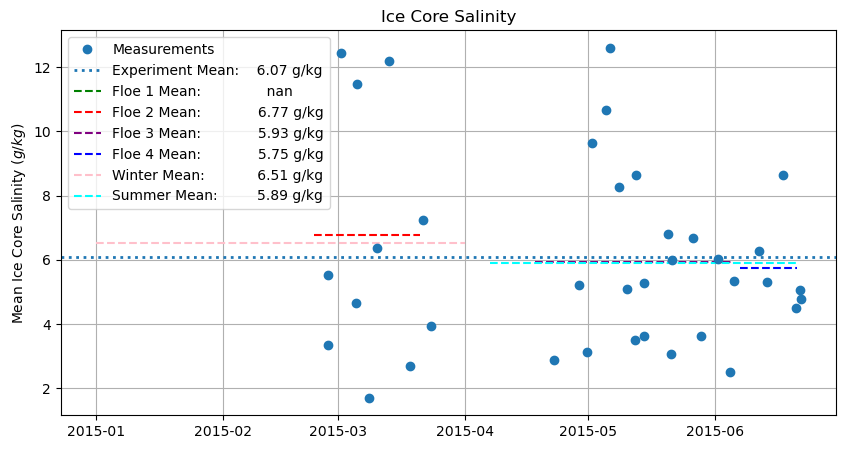 Ice Core Salinity
Measurements
Experiment Mean: 6.07 g/kg
Floe 1 Mean: nan
Floe 2 Mean: 6.77 g/kg
Floe 3 Mean: 5.93 g/kg
Floe 4 Mean: 5.75 g/kg
Winter Mean: 6.51 g/kg
Summer Mean: 5.89 g/kg
Mean Ice Core Salinity (g/kg)
12
10
8
6
4
2
2015-01 2015-02 2015-03 2015-04 2015-05 2015-06